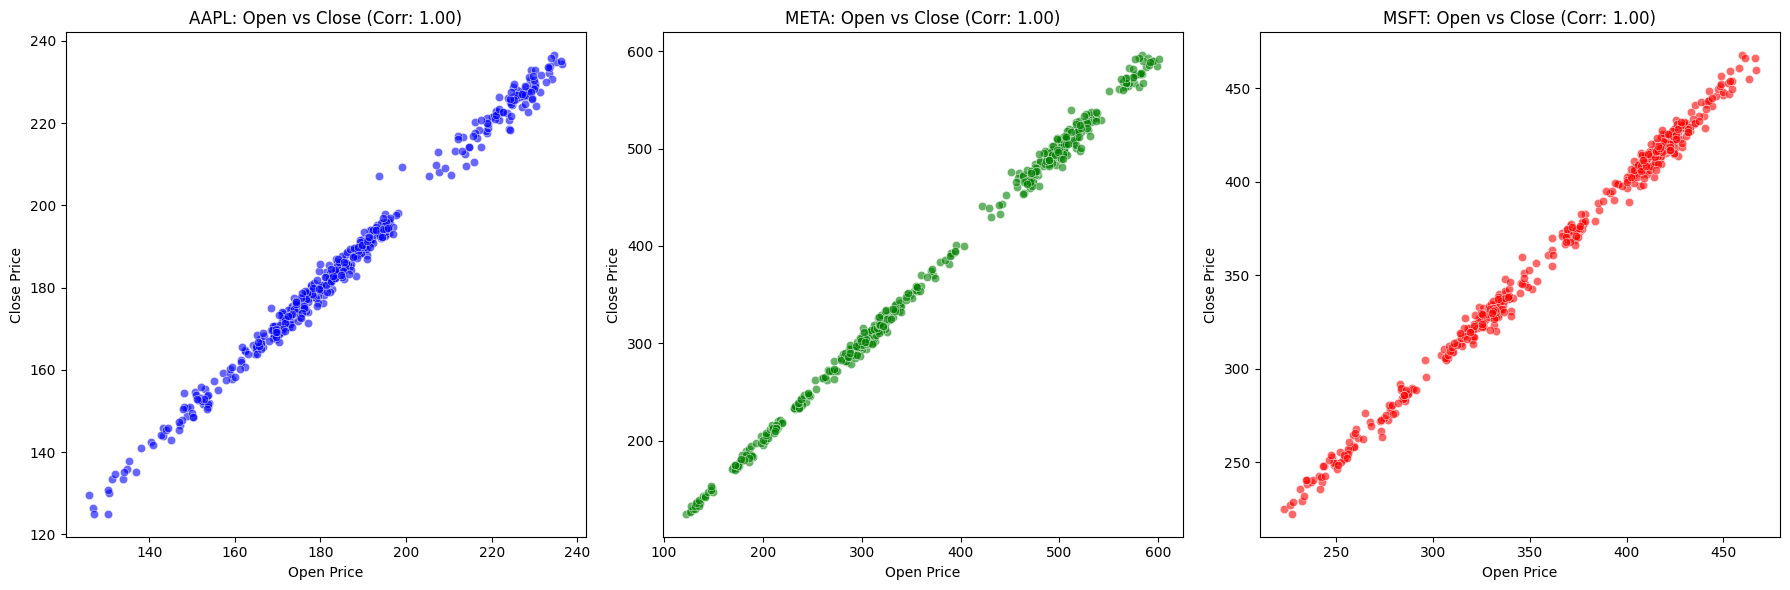 AAPL: Open vs Close (Corr: 1.00)
240
220
200
180
160
140
120
Close Price
140 160 180 200 220 240
Open Price
META: Open vs Close (Corr: 1.00)
600
500
400
300
200
Close Price
100 200 300 400 500 600
Open Price
MSFT: Open vs Close (Corr: 1.00)
450
400
350
300
250
Close Price
250 300 350 400 450
Open Price